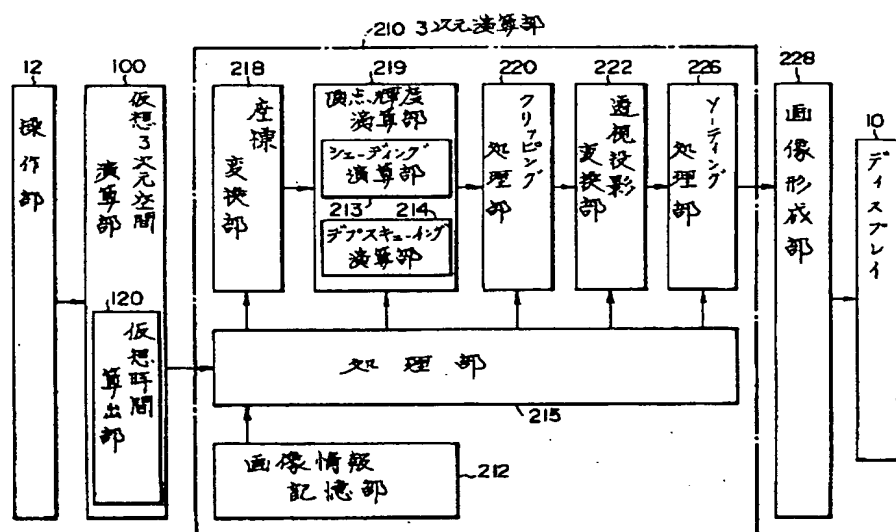 210 3次元演算部
12
操作部
100
仮想3次元空間
演算部
120
仮想時間
算出部
218
座標
変換部
219
頂点輝度
演算部
シェーディング
演算部
213
214
デプスキューイング
演算部
220
クリッピング
処理部
222
透視投影
変換部
226
ソーティング
処理部
228
画像形成部
10
ディスプレイ
処理部
215
画像情報
記憶部
212